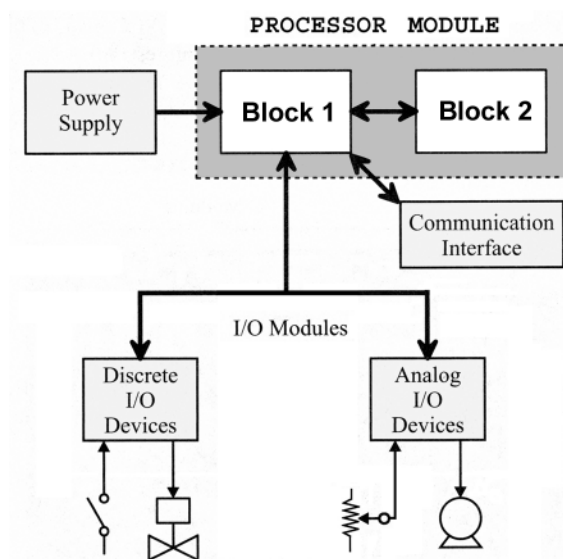 PROCESSOR MODULE
Power
Supply
Block 1
Block 2
Communication
Interface
I/O Modules
Discrete
I/O
Devices
Analog
I/O
Devices